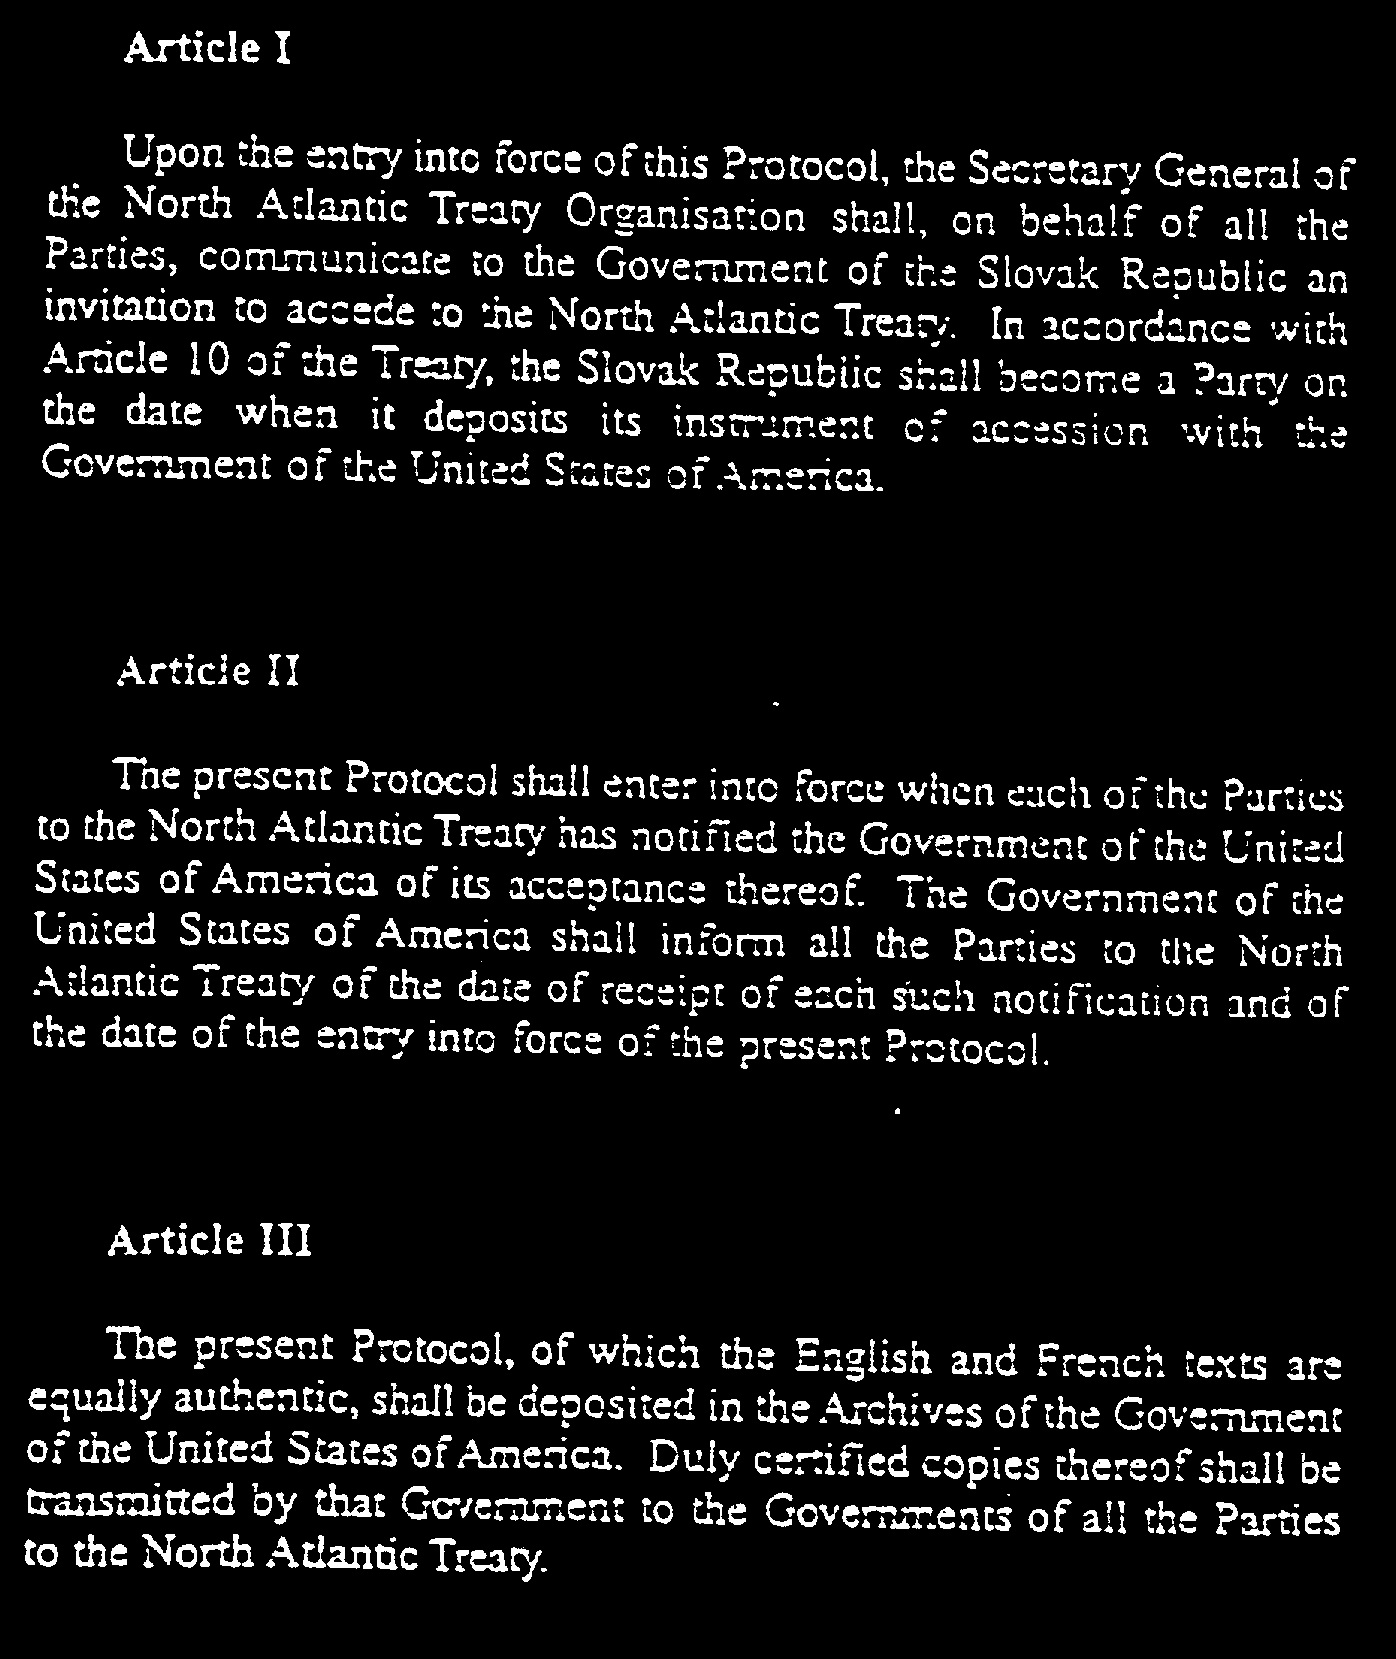 Article I
Upon the entry into force of this Protocol, the Secretary General of
the North Atlantic Treaty Organisation shall, on behalf of all the
Parties, communicate to the Government of the Slovak Republic an
invitation to accede to the North Atlantic Treaty. In accordance with
Article 10 of the Treaty, the Slovak Republic shall become a Party on
the date when it deposits its instrument of accession with the
Government of the United States of America.
Article II
The present Protocol shall enter into force when each of the Parties
to the North Atlantic Treaty has notified the Government of the United
States of America of its acceptance thereof. The Government of the
United States of America shall inform all the Parties to the North
Atlantic Treaty of the date of receipt of each such notification and of
the date of the entry into force of the present Protocol.
Article III
The present Protocol, of which the English and French texts are
equally authentic, shall be deposited in the Archives of the Government
of the United States of America. Duly certified copies thereof shall be
transmitted by that Government to the Governments of all the Parties
to the North Atlantic Treaty.